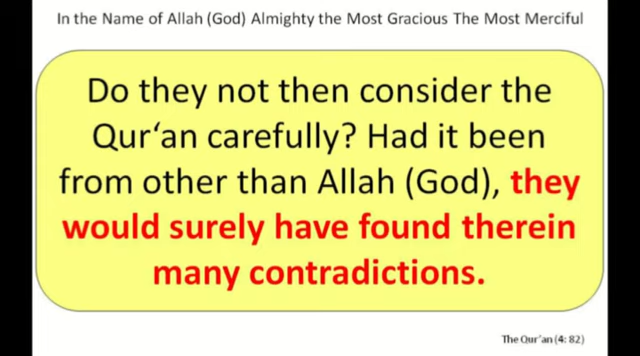 In the Name of Allah (God) Almighty the Most Gracious The Most Merciful
Do they not then consider the
Qur‘an carefully? Had it been
from other than Allah (God), they
would surely have found therein
many contradictions.
The Qur’an (4: 82)